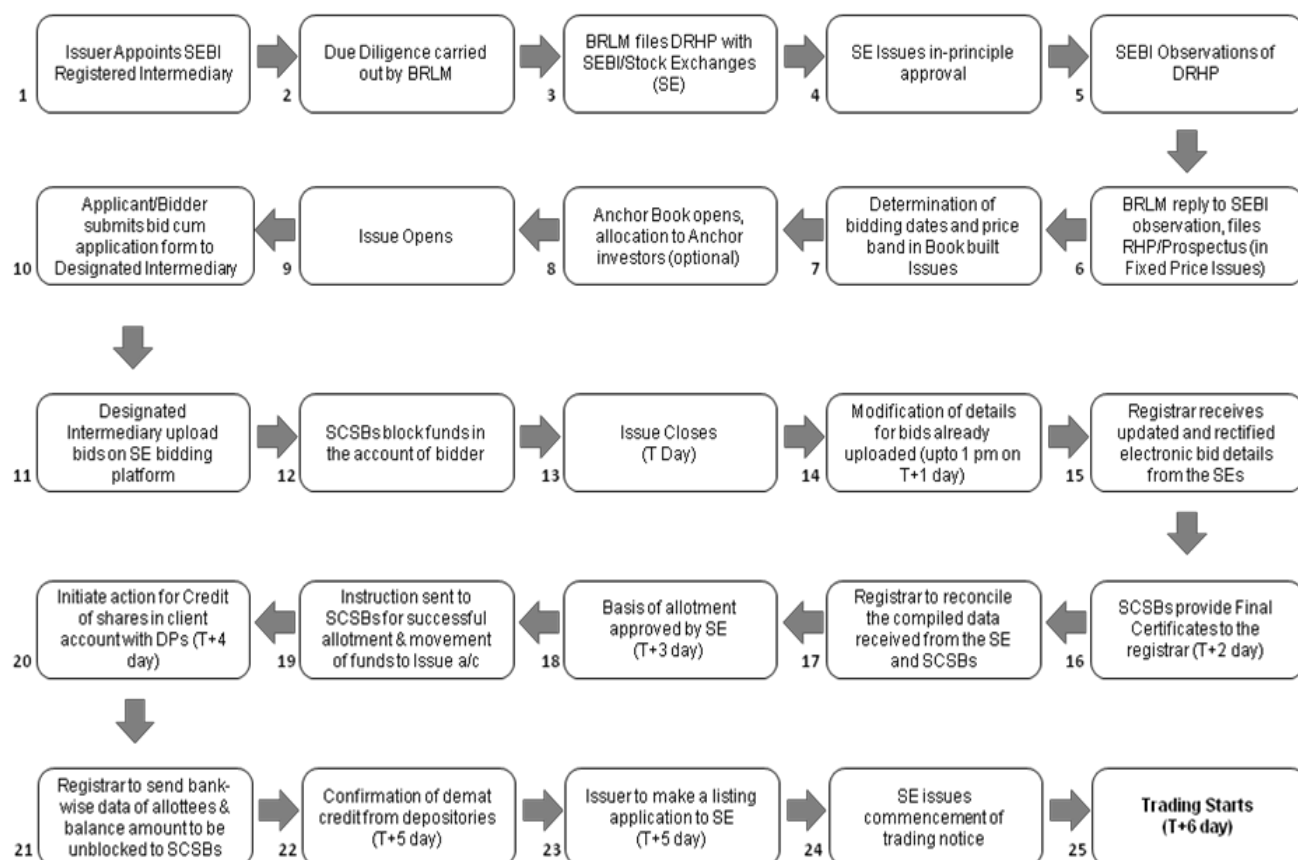 Issuer Appoints SEBI
Registered Intermediary
1
Due Diligence carried
out by BRLM
2
BRLM files DRHP with
SEBI/Stock Exchanges
(SE)
3
SE Issues in-principle
approval
4
SEBI Observations of
DRHP
5
BRLM reply to SEBI
observation, files
RHP/Prospectus (in
Fixed Price Issues)
6
Determination of
bidding dates and price
band in Book built
Issues
7
Anchor Book opens,
allocation to Anchor
investors (optional)
8
Issue Opens
9
Applicant/Bidder
submits bid cum
application form to
Designated Intermediary
10
Designated
Intermediary upload
bids on SE bidding
platform
11
SCSBs block funds in
the account of bidder
12
Issue Closes
(T Day)
13
Modification of details
for bids already
uploaded (upto 1 pm on
T+1 day)
14
Registrar receives
updated and rectified
electronic bid details
from the SEs
15
SCSBs provide Final
Certificates to the
registrar (T+2 day)
16
Registrar to reconcile
the compiled data
received from the SE
and SCSBs
17
Basis of allotment
approved by SE
(T+3 day)
18
Instruction sent to
SCSBs for successful
allotment & movement
of funds to Issue a/c
19
Initiate action for Credit
of shares in client
account with DPs (T+4
day)
20
Registrar to send bank-
wise data of allottees &
balance amount to be
unblocked to SCSBs
21
Confirmation of demat
credit from depositories
(T+5 day)
22
Issuer to make a listing
application to SE
(T+5 day)
23
SE issues
commencement of
trading notice
24
Trading Starts
(T+6 day)
25